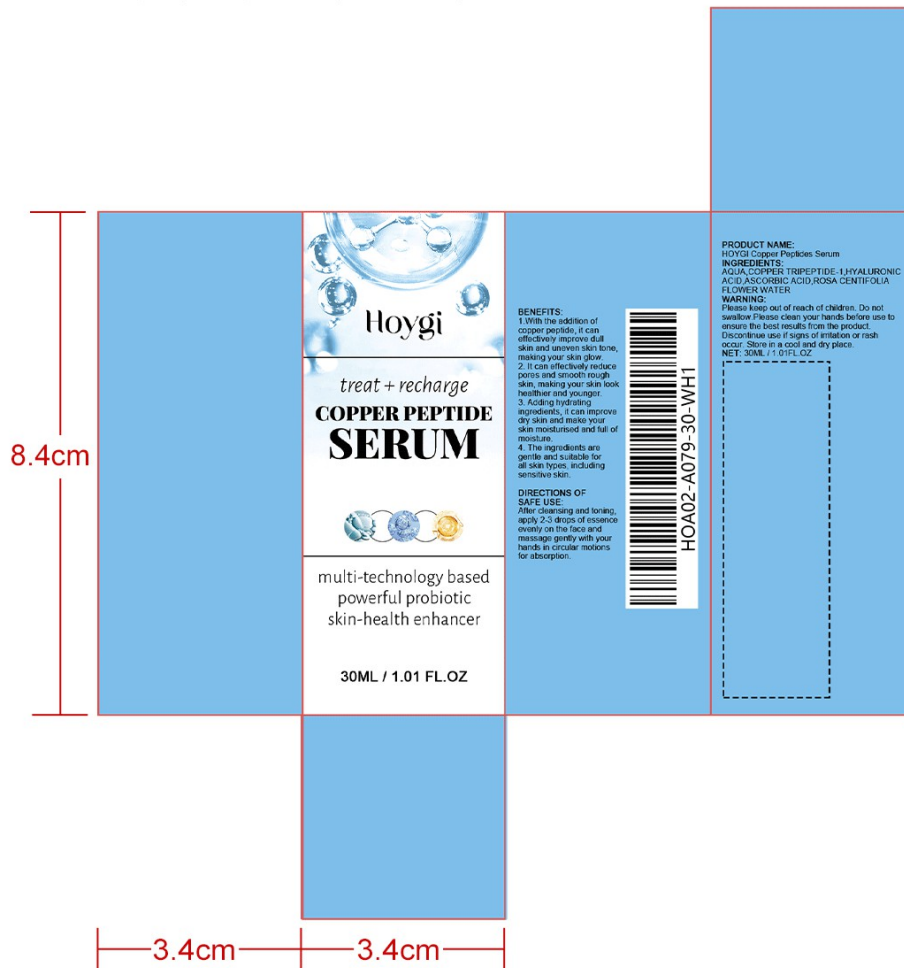 Hoygi
treat + recharge
COPPER PEPTIDE
SERUM
multi-technology based
powerful probiotic
skin-health enhancer
30ML / 1.01 FL.OZ
BENEFITS:
1.With the addition of
copper peptide, it can
effectively improve dull
skin and uneven skin tone,
making your skin glow.
2. It can effectively reduce
pores and smooth rough
skin, making your skin look
healthier and younger.
3. Adding hydrating
ingredients, it can improve
dry skin and make your
skin moisturised and full of
moisture.
4. The ingredients are
gentle and suitable for
all skin types, including
sensitive skin.
DIRECTIONS OF
SAFE USE:
After cleansing and toning,
apply 2-3 drops of essence
evenly on the face and
massage gently with your
hands in circular motions
for absorption.
HOA02-A079-30-WH1
PRODUCT NAME:
HOYGI Copper Peptides Serum
INGREDIENTS:
AQUA,COPPER TRIPEPTIDE-1,HYALURONIC
ACID,ASCORBIC ACID,ROSA CENTIFOLIA
FLOWER WATER
WARNING:
Please keep out of reach of children. Do not
swallow.Please clean your hands before use to
ensure the best results from the product.
Discontinue use if signs of irritation or rash
occur. Store in a cool and dry place.
NET: 30ML / 1.01FL.OZ
8.4cm
3.4cm
3.4cm